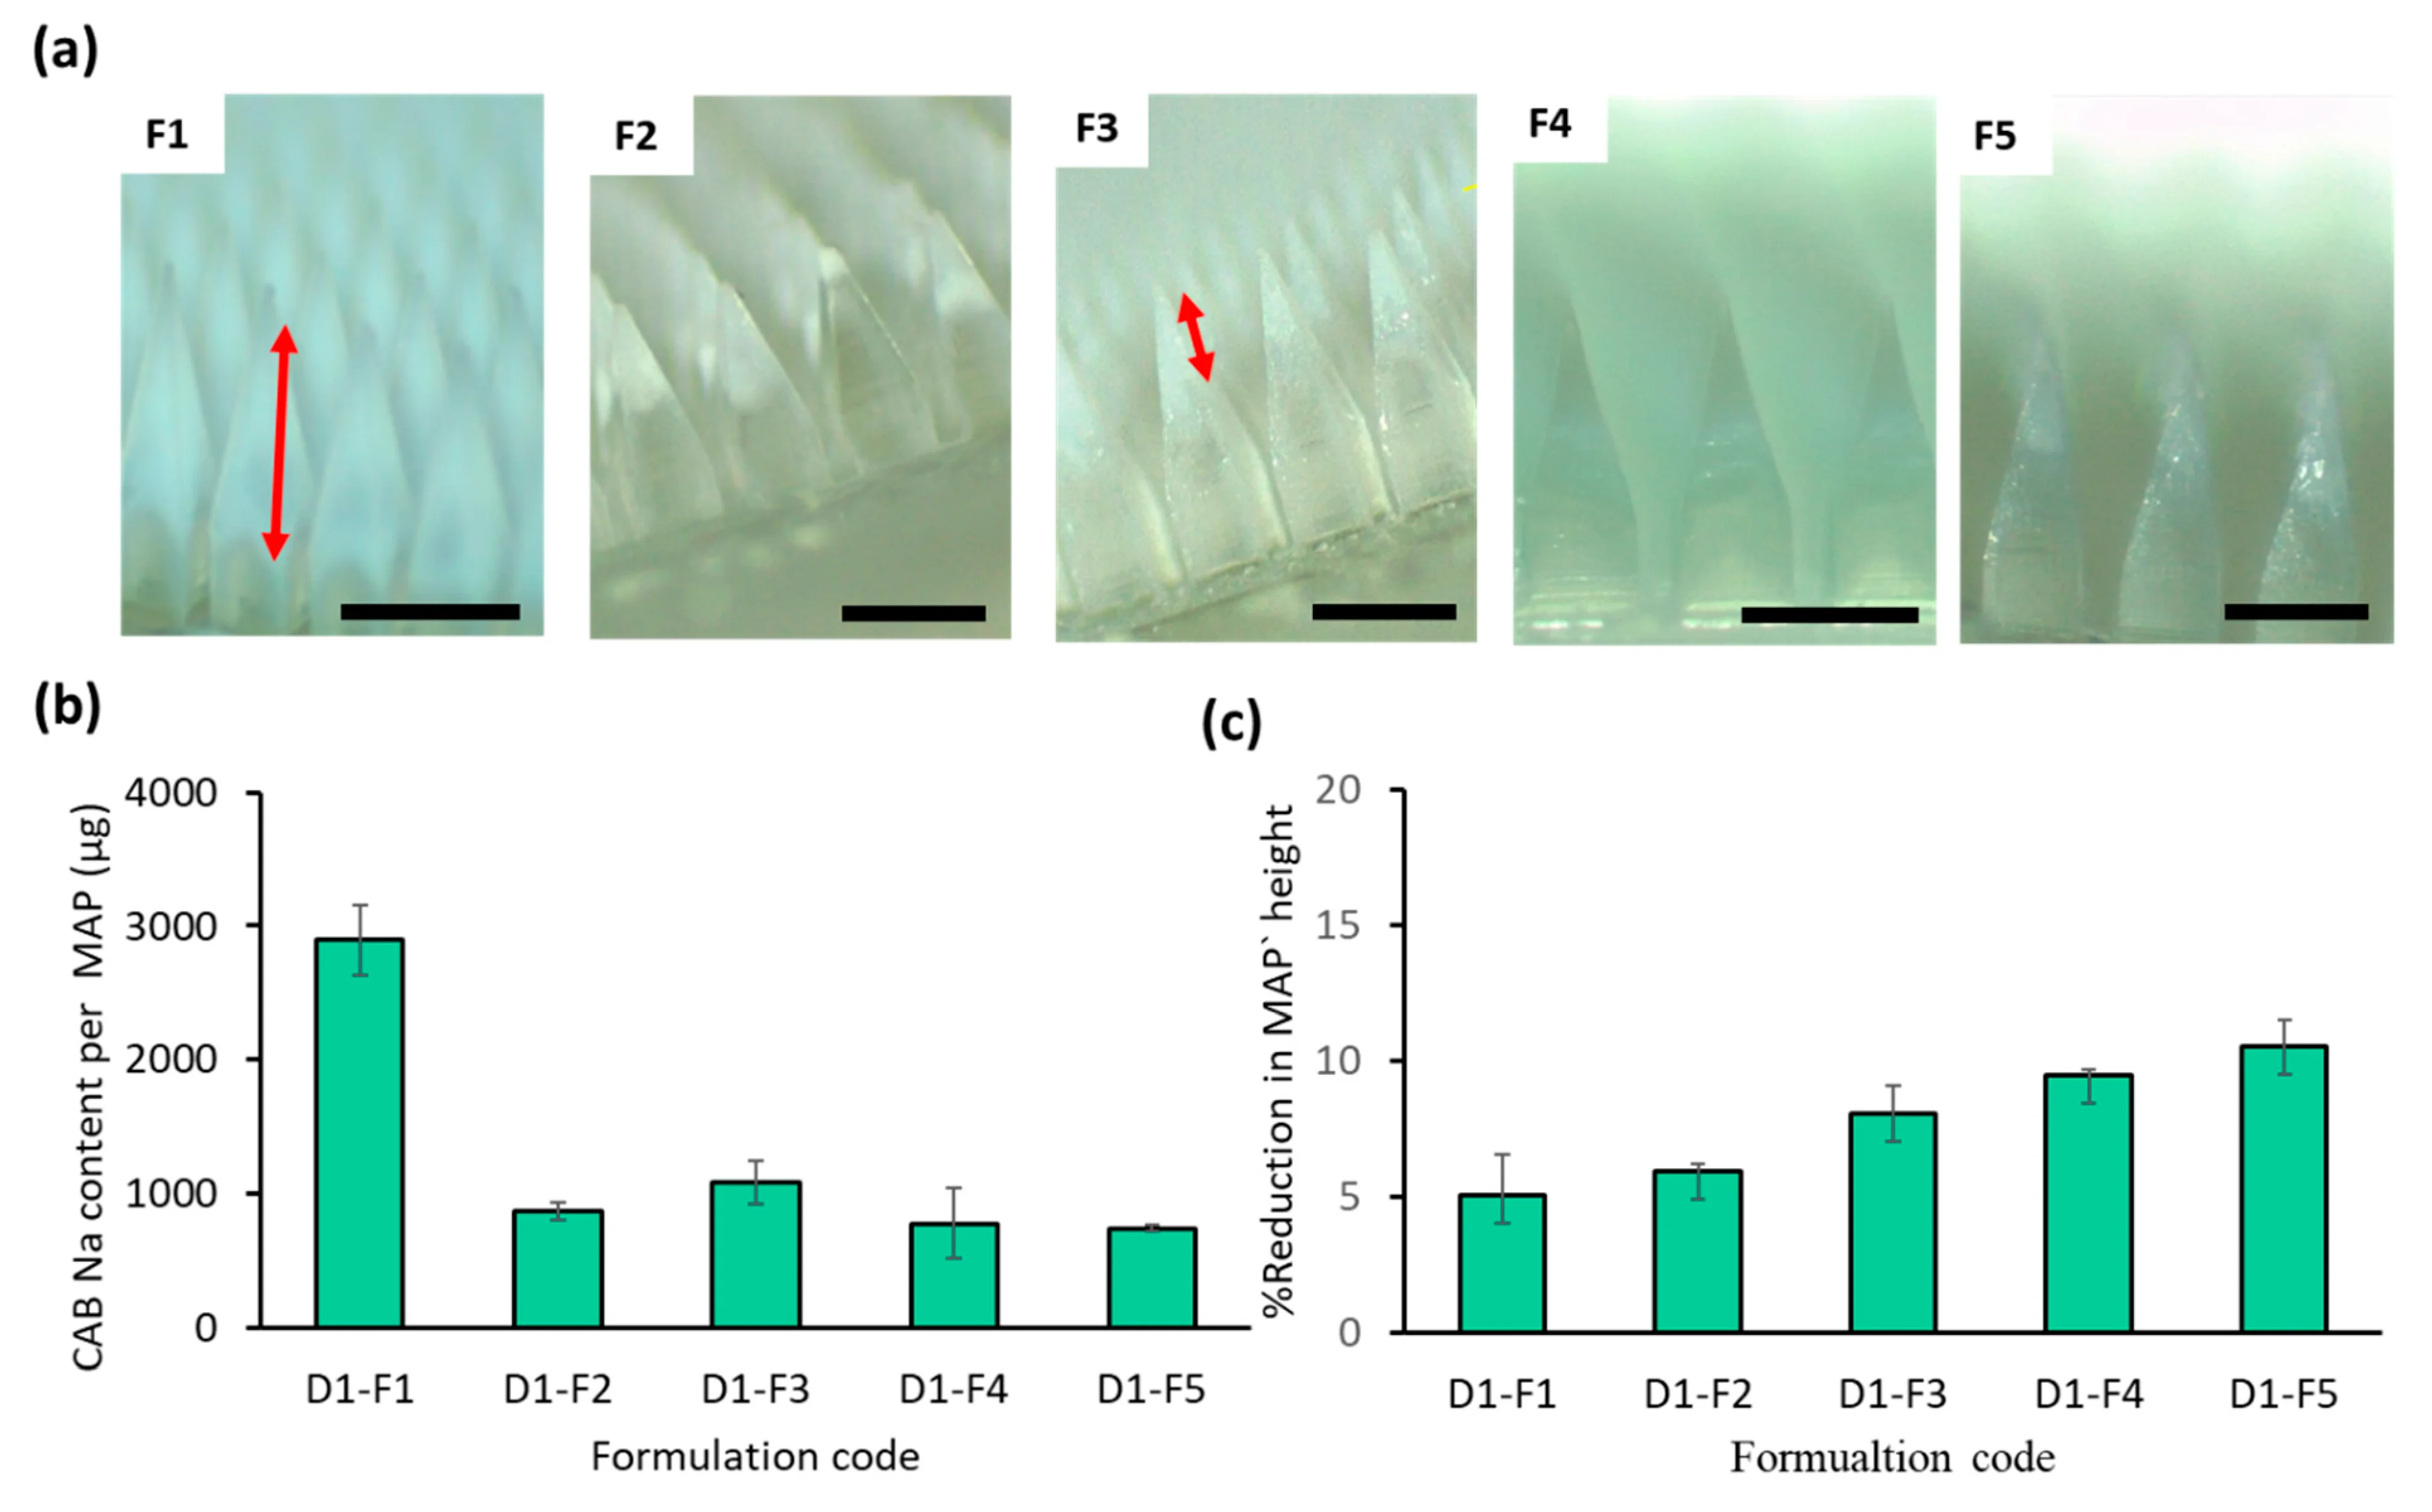 (a)
F1
F2
F3
F4
F5
(b)
CAB Na content per MAP (µg)
4000
3000
2000
1000
0
D1-F1 D1-F2 D1-F3 D1-F4 D1-F5
Formulation code
(c)
%Reduction in MAP` height
20
15
10
5
0
D1-F1 D1-F2 D1-F3 D1-F4 D1-F5
Formualtion code